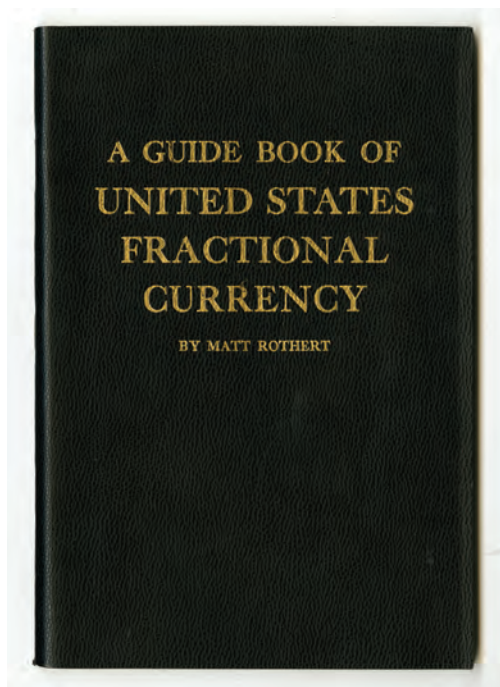 A GUIDE BOOK OF
UNITED STATES
FRACTIONAL
CURRENCY
BY MATT ROTHERT